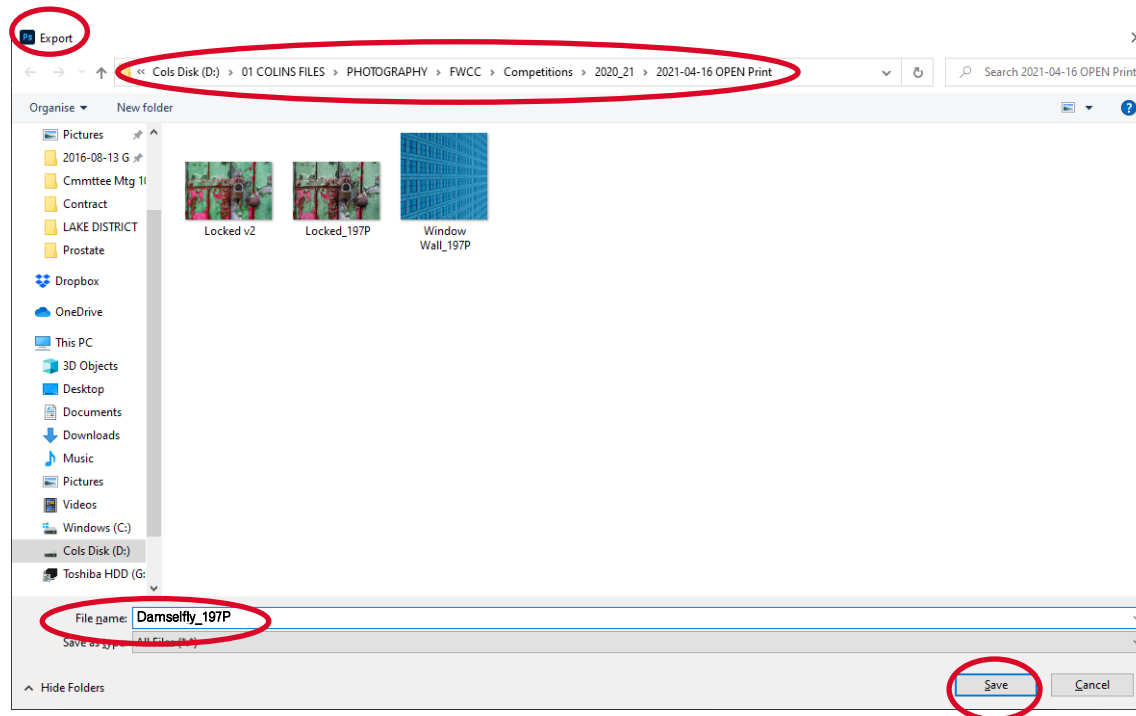 Ps Export
« Cols Disk (D:) › 01 COLINS FILES › PHOTOGRAPHY › FWCC › Competitions › 2020_21 › 2021-04-16 OPEN Print
Search 2021-04-16 OPEN Print
Organise New folder
?
Pictures
2016-08-13 G
Cmmttee Mtg 10
Contract
LAKE DISTRICT
Prostate
Dropbox
OneDrive
This PC
3D Objects
Desktop
Documents
Downloads
Music
Pictures
Videos
Windows (C:)
Cols Disk (D:)
Toshiba HDD (G:
Locked v2
Locked_197P
Window
Wall_197P
File name: Damselfly_197P
Save as type: All Files (*.*)
Hide Folders
Save
Cancel